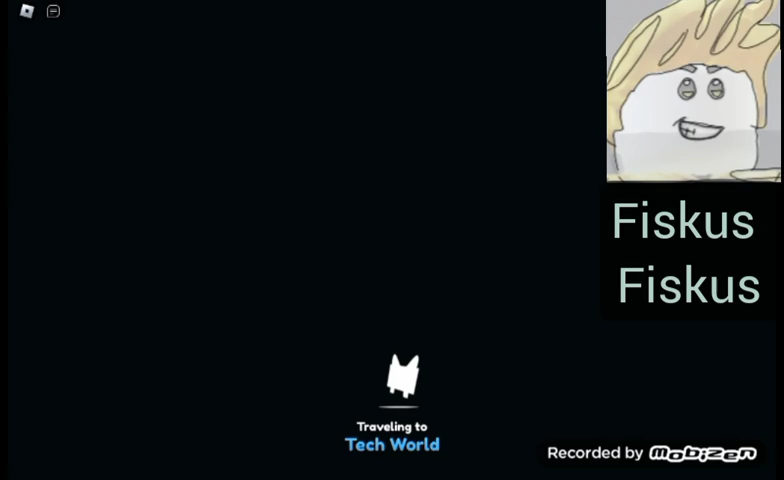 Fiskus
Fiskus
Traveling to
Tech World
Recorded by mobizen